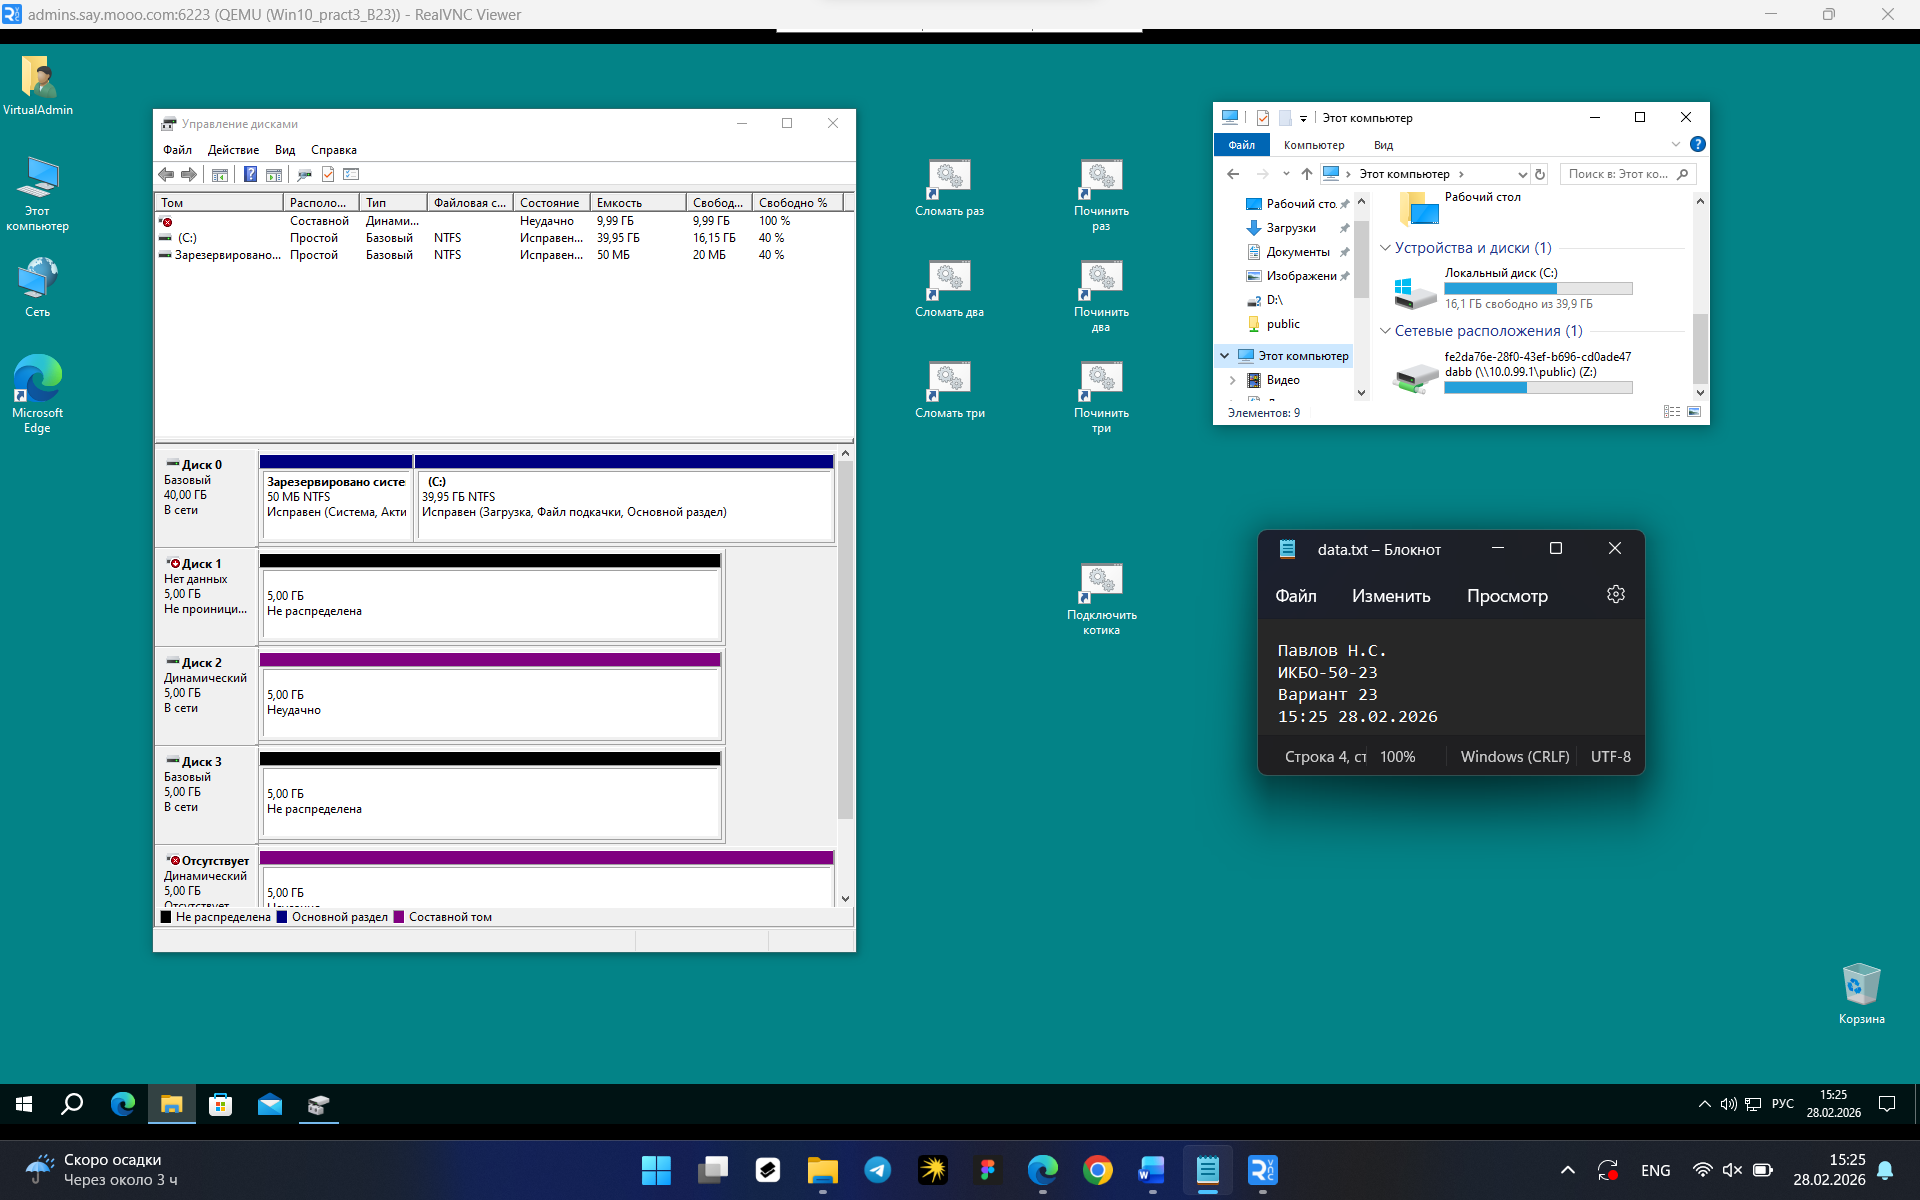 admins.say.mooo.com:6223 (QEMU (Win10_pract3_B23)) - RealVNC Viewer
VirtualAdmin
Этот
компьютер
Сеть
Microsoft
Edge
Управление дисками
Файл Действие Вид Справка
Том Располо... Тип Файловая с... Состояние Емкость Свобод... Свободно %
Составной Динами... Неудачно 9,99 ГБ 9,99 ГБ 100 %
(C:) Простой Базовый NTFS Исправен... 39,95 ГБ 16,15 ГБ 40 %
Зарезервировано... Простой Базовый NTFS Исправен... 50 МБ 20 МБ 40 %
Диск 0
Базовый
40,00 ГБ
В сети
Зарезервировано систе
50 МБ NTFS
Исправен (Система, Акти
(C:)
39,95 ГБ NTFS
Исправен (Загрузка, Файл подкачки, Основной раздел)
Диск 1
Нет данных
5,00 ГБ
Не проиници...
5,00 ГБ
Не распределена
Диск 2
Динамический
5,00 ГБ
В сети
5,00 ГБ
Неудачно
Диск 3
Базовый
5,00 ГБ
В сети
5,00 ГБ
Не распределена
Отсутствует
Динамический
5,00 ГБ
5,00 ГБ
Не распределена Основной раздел Составной том
Сломать раз
Починить
раз
Сломать два
Починить
два
Сломать три
Починить
три
Подключить
котика
Этот компьютер
Файл Компьютер Вид
Этот компьютер
Поиск в: Этот ко...
Рабочий сто.
Загрузки
Документы
Изображени
D:\
public
Этот компьютер
Видео
Рабочий стол
Устройства и диски (1)
Локальный диск (C:)
16,1 ГБ свободно из 39,9 ГБ
Сетевые расположения (1)
fe2da76e-28f0-43ef-b696-cd0ade47
dabb (\\10.0.99.1\public) (Z:)
Элементов: 9
data.txt – Блокнот
Файл Изменить Просмотр
Павлов Н.С.
ИКБО-50-23
Вариант 23
15:25 28.02.2026
Строка 4, ст 100% Windows (CRLF) UTF-8
Корзина
РУС
15:25
28.02.2026
Скоро осадки
Через около 3 ч
ENG
15:25
28.02.2026